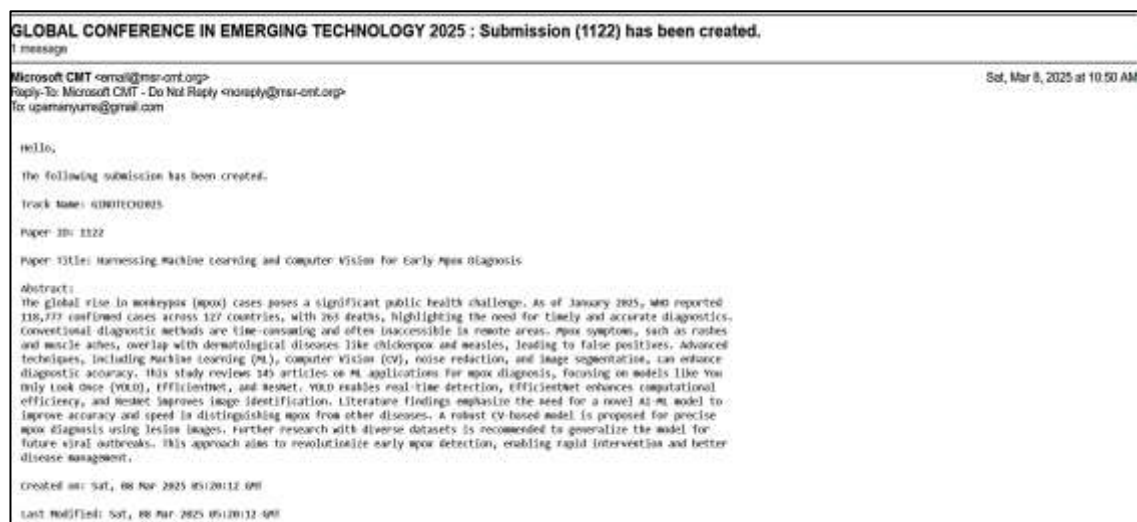 GLOBAL CONFERENCE IN EMERGING TECHNOLOGY 2025 : Submission (1122) has been created.
1 message
Microsoft CMT <email@msr-cmt.org> Sat, Mar 8, 2025 at 10:50 AM
Reply-To: Microsoft CMT - Do Not Reply <noreply@msr-cmt.org>
To: upamanyume@gmail.com
Hello,
The following submission has been created.
Track Name: GINOTECH2025
Paper ID: 1122
Paper Title: Harnessing Machine Learning and Computer Vision for Early Mpox Diagnosis
Abstract:
The global rise in monkeypox (mpox) cases poses a significant public health challenge. As of January 2025, WHO reported
118,777 confirmed cases across 127 countries, with 263 deaths, highlighting the need for timely and accurate diagnostics.
Conventional diagnostic methods are time-consuming and often inaccessible in remote areas. Mpox symptoms, such as rashes
and muscle aches, overlap with dermatological diseases like chickenpox and measles, leading to false positives. Advanced
techniques, including Machine Learning (ML), Computer Vision (CV), noise reduction, and image segmentation, can enhance
diagnostic accuracy. This study reviews 145 articles on ML applications for mpox diagnosis, focusing on models like You
Only Look Once (YOLO), EfficientNet, and ResNet. YOLO enables real-time detection, EfficientNet enhances computational
efficiency, and ResNet improves image identification. Literature findings emphasize the need for a novel AI-ML model to
improve accuracy and speed in distinguishing mpox from other diseases. A robust CV-based model is proposed for precise
mpox diagnosis using lesion images. Further research with diverse datasets is recommended to generalize the model for
future viral outbreaks. This approach aims to revolutionize early mpox detection, enabling rapid intervention and better
disease management.
Created on: Sat, 08 Mar 2025 05:20:12 GMT
Last Modified: Sat, 08 Mar 2025 05:20:12 GMT